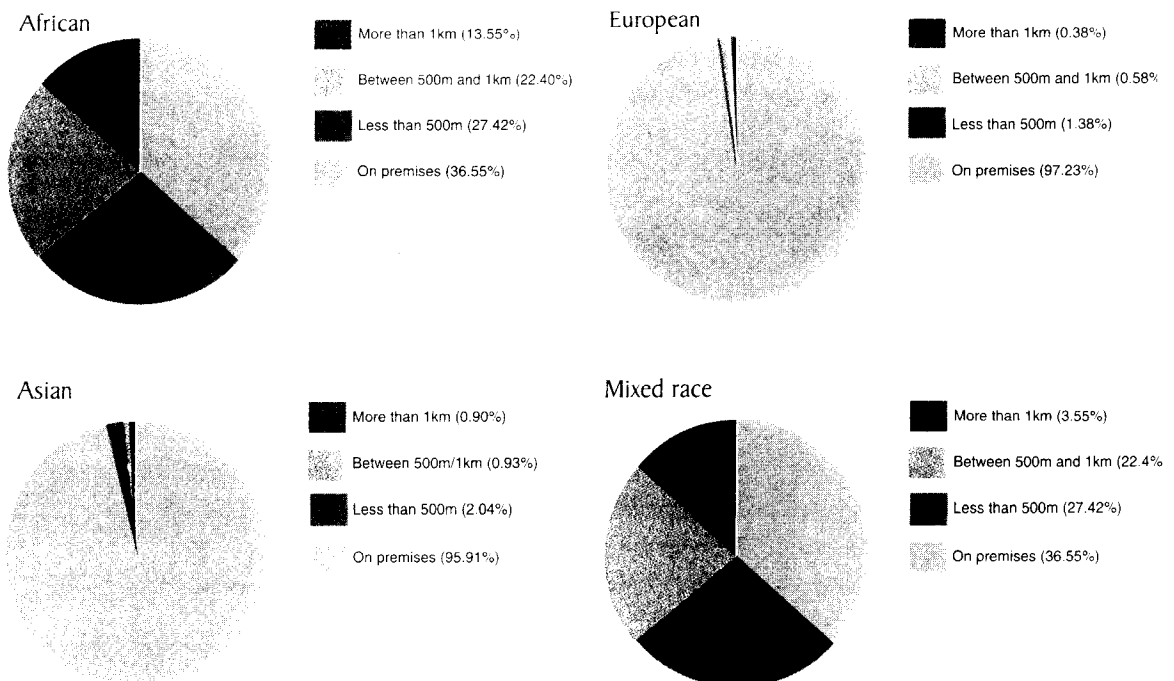 African
More than 1km (13.55%)
Between 500m and 1km (22.40%)
Less than 500m (27.42%)
On premises (36.55%)
European
More than 1km (0.38%)
Between 500m and 1km (0.58%
Less than 500m (1.38%)
On premises (97.23%)
Asian
More than 1km (0.90%)
Between 500m/1km (0.93%)
Less than 500m (2.04%)
On premises (95.91%)
Mixed race
More than 1km (3.55%)
Between 500m and 1km (22.4%
Less than 500m (27.42%)
On premises (36.55%)